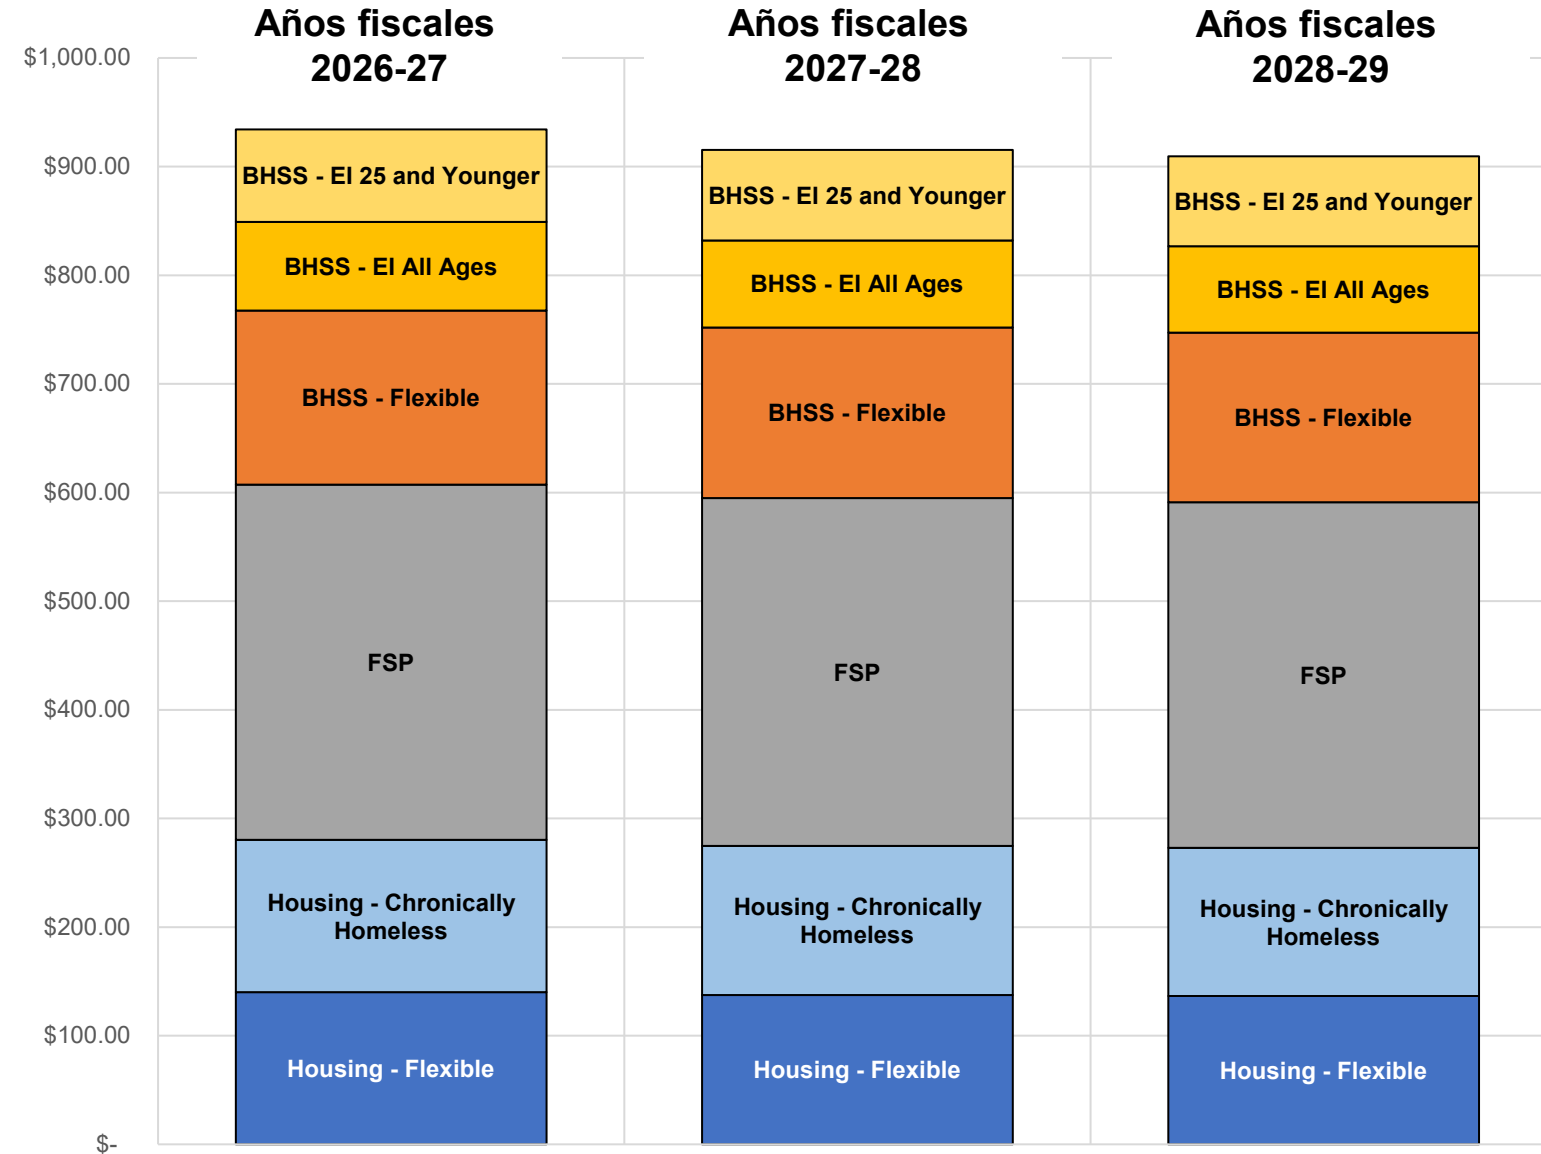 Años fiscales
2026-27
Años fiscales
2027-28
Años fiscales
2028-29
$1,000.00
$900.00
$800.00
$700.00
$600.00
$500.00
$400.00
$300.00
$200.00
$100.00
$-
BHSS - EI 25 and Younger
BHSS - EI All Ages
BHSS - Flexible
FSP
Housing - Chronically
Homeless
Housing - Flexible
BHSS - EI 25 and Younger
BHSS - EI All Ages
BHSS - Flexible
FSP
Housing - Chronically
Homeless
Housing - Flexible
BHSS - EI 25 and Younger
BHSS - EI All Ages
BHSS - Flexible
FSP
Housing - Chronically
Homeless
Housing - Flexible